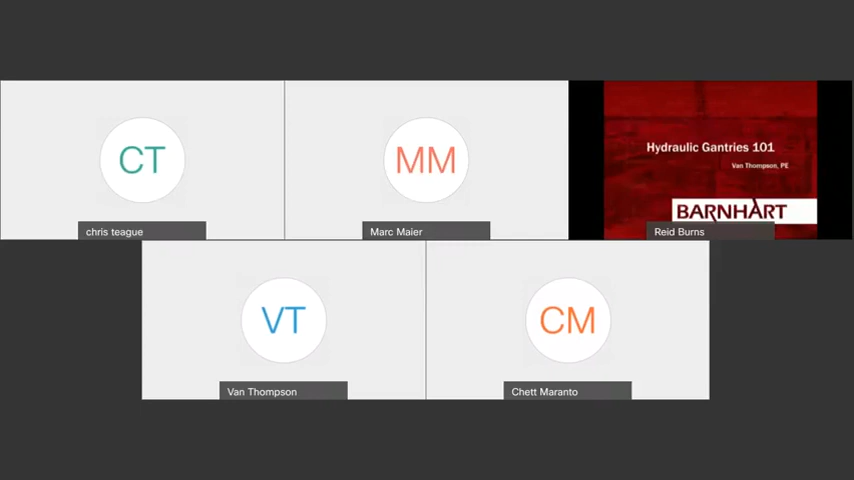 CT
chris teague
MM
Marc Maier
Hydraulic Gantries 101
Van Thompson, PE
BARNHART
Reid Burns
VT
Van Thompson
CM
Chett Maranto